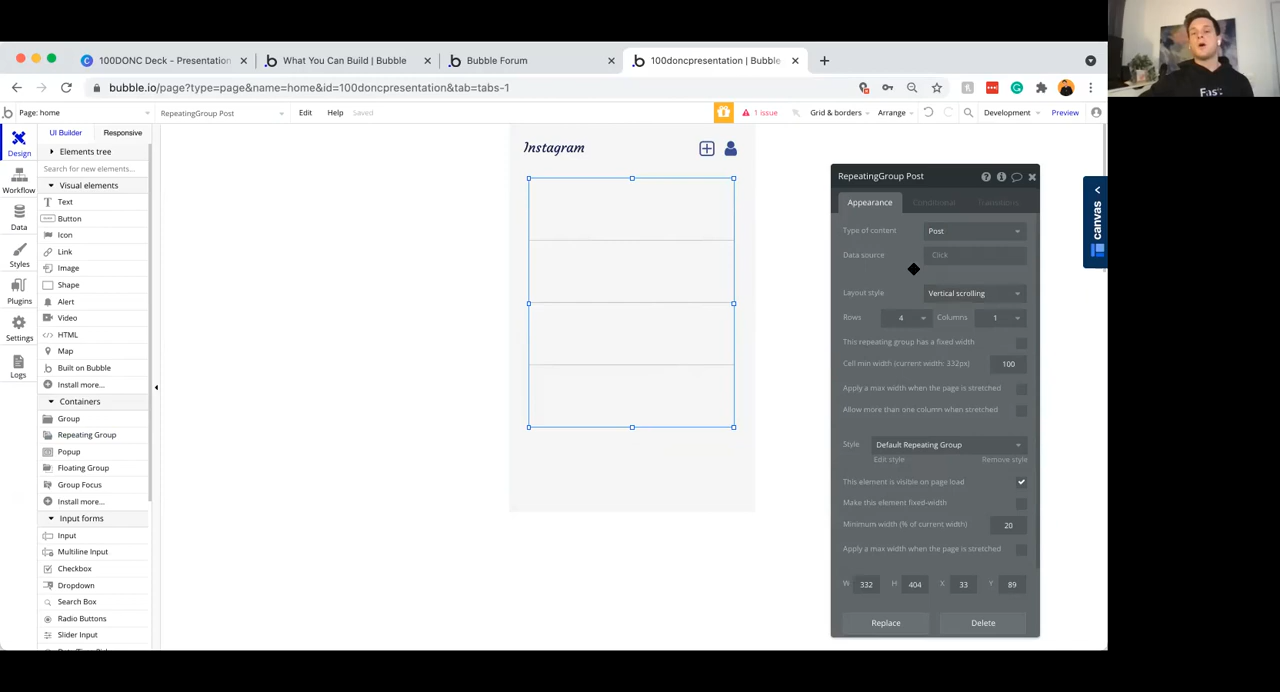 100DONC Deck - Presentation
What You Can Build | Bubble
Bubble Forum
100doncpresentation | Bubble
bubble.io/page?type=page&name=home&id=100doncpresentation&tab=tabs-1
Page: home
RepeatingGroup Post
Edit
Help
Saved
1 issue
Grid & borders
Arrange
Development
Preview
Design
Workflow
Data
Styles
Plugins
Settings
Logs
UI Builder
Responsive
Elements tree
Search for new elements...
Visual elements
Text
Button
Icon
Link
Image
Shape
Alert
Video
HTML
Map
Built on Bubble
Install more...
Containers
Group
Repeating Group
Popup
Floating Group
Group Focus
Install more...
Input forms
Input
Multiline Input
Checkbox
Dropdown
Search Box
Radio Buttons
Slider Input
Instagram
RepeatingGroup Post
Appearance
Conditional
Transitions
Type of content
Post
Data source
Click
Layout style
Vertical scrolling
Rows
4
Columns
1
This repeating group has a fixed width
Cell min width (current width: 332px)
100
Apply a max width when the page is stretched
Allow more than one column when stretched
Style
Default Repeating Group
Edit style
Remove style
This element is visible on page load
Make this element fixed-width
Minimum width (% of current width)
20
Apply a max width when the page is stretched
W 332 H 404 X 33 Y 89
Replace
Delete
canvas
Fast